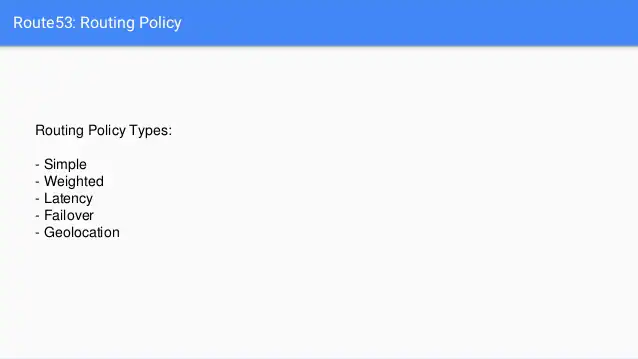 Route53: Routing Policy
Routing Policy Types:
- Simple
- Weighted
- Latency
- Failover
- Geolocation